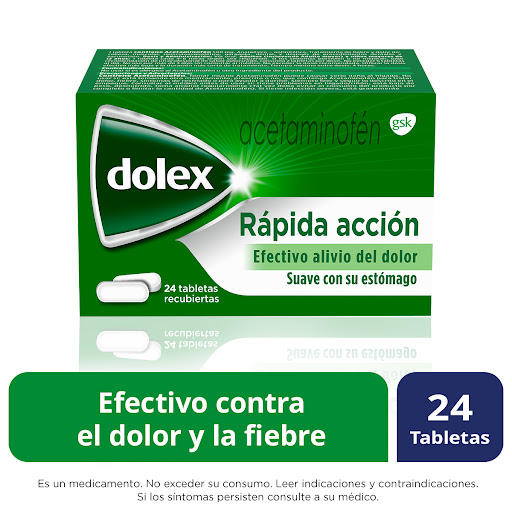 acetaminofén
gsk
dolex
Rápida acción
Efectivo alivio del dolor
Suave con su estómago
24 tabletas
recubiertas
Efectivo contra
el dolor y la fiebre
24
Tabletas
Es un medicamento. No exceder su consumo. Leer indicaciones y contraindicaciones.
Si los síntomas persisten consulte a su médico.